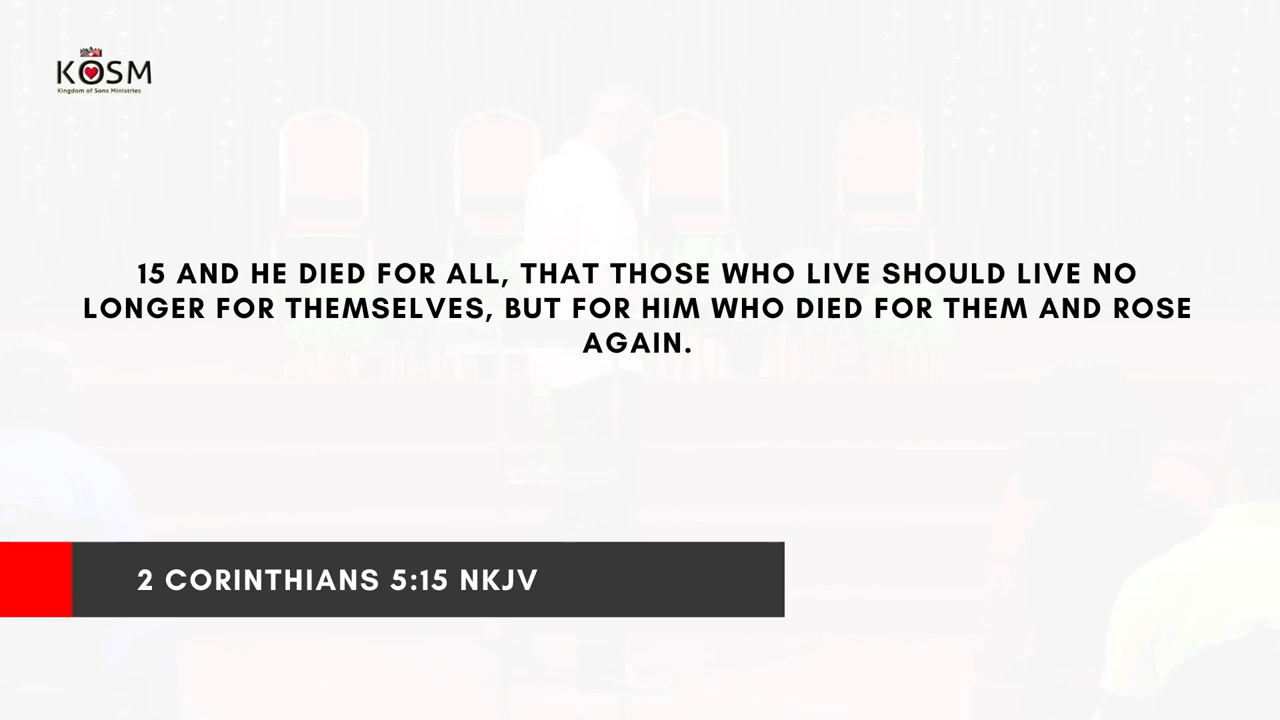 KOSM
Kingdom of Sons Ministries
15 AND HE DIED FOR ALL, THAT THOSE WHO LIVE SHOULD LIVE NO
LONGER FOR THEMSELVES, BUT FOR HIM WHO DIED FOR THEM AND ROSE
AGAIN.
2 CORINTHIANS 5:15 NKJV